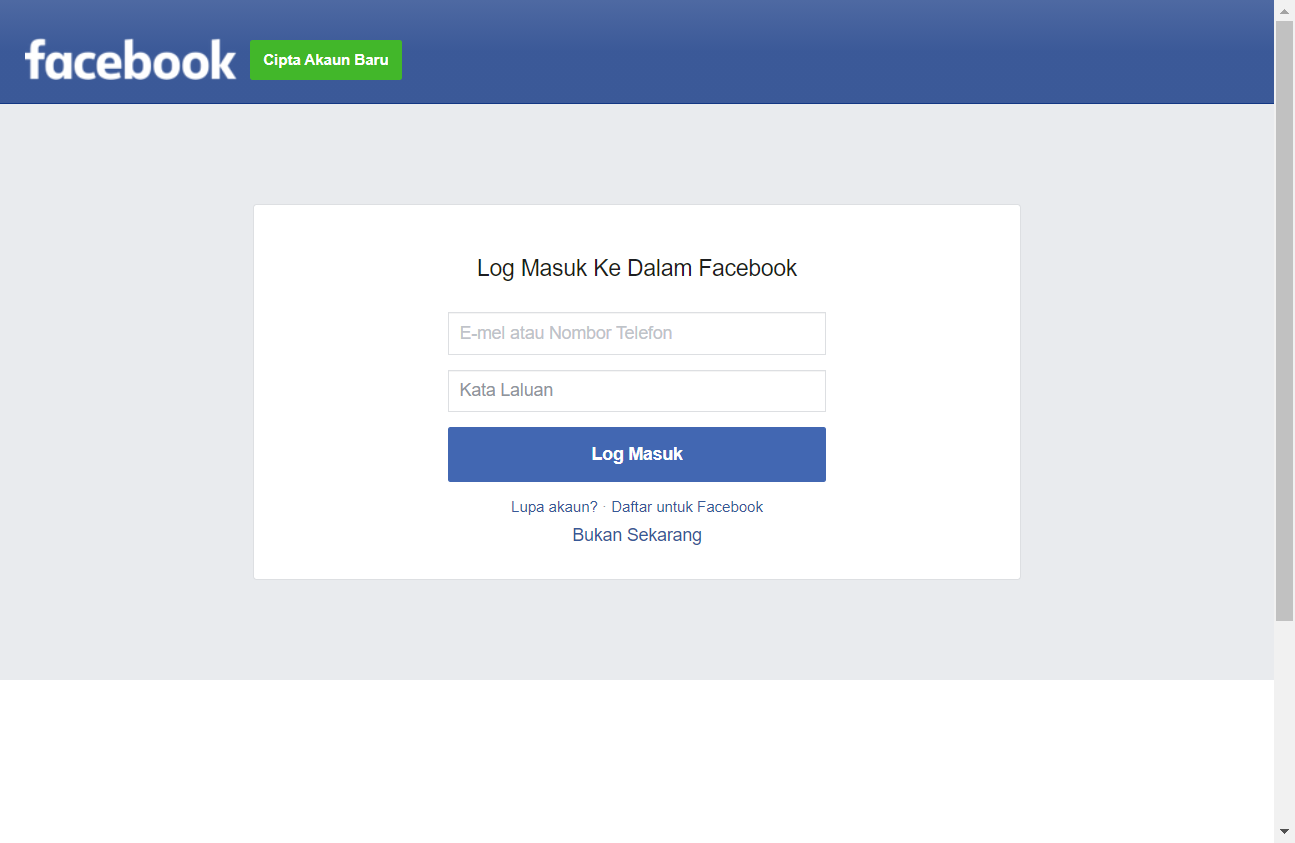 facebook
Cipta Akaun Baru
Log Masuk Ke Dalam Facebook
E-mel atau Nombor Telefon
Kata Laluan
Log Masuk
Lupa akaun? · Daftar untuk Facebook
Bukan Sekarang